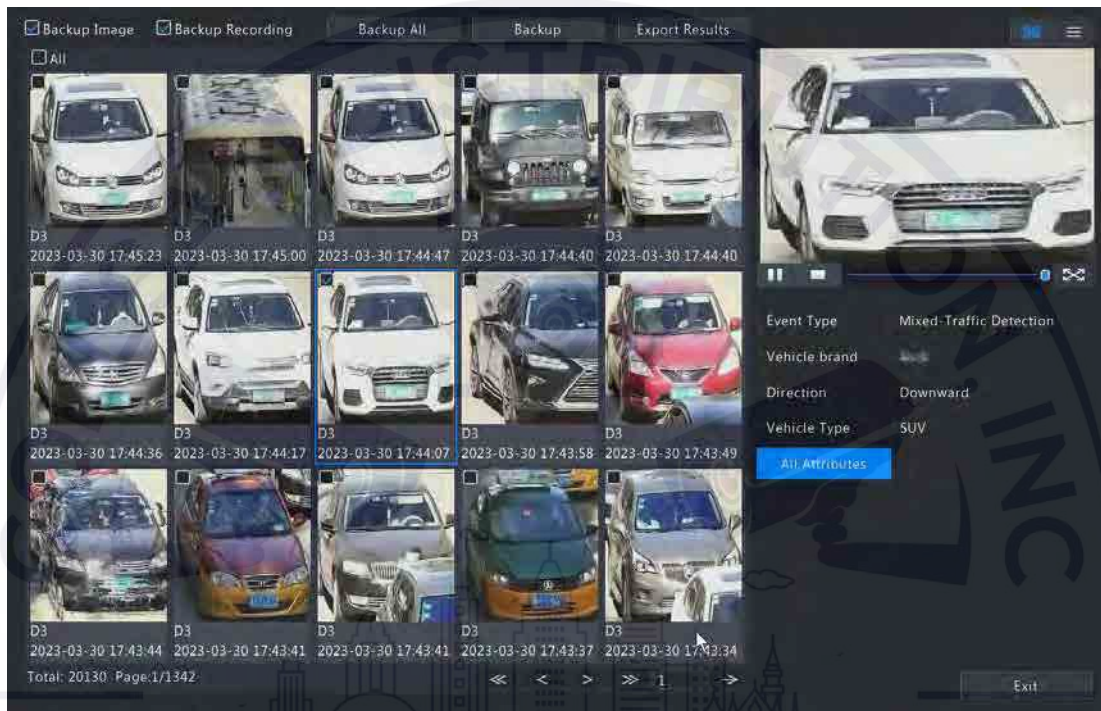 Backup Image Backup Recording Backup All Backup Export Results
All
D3 D3 D3 D3 D3
2023-03-30 17:45:23 2023-03-30 17:45:00 2023-03-30 17:44:47 2023-03-30 17:44:40 2023-03-30 17:44:40
D3 D3 D3 D3 D3
2023-03-30 17:44:36 2023-03-30 17:44:17 2023-03-30 17:44:07 2023-03-30 17:43:58 2023-03-30 17:43:49
D3 D3 D3 D3 D3
2023-03-30 17:43:44 2023-03-30 17:43:41 2023-03-30 17:43:41 2023-03-30 17:43:37 2023-03-30 17:43:34
Total: 20130 Page:1/1342
1
Event Type Mixed-Traffic Detection
Vehicle brand
Direction Downward
Vehicle Type SUV
All Attributes
Exit
DISTRIBUTION INC